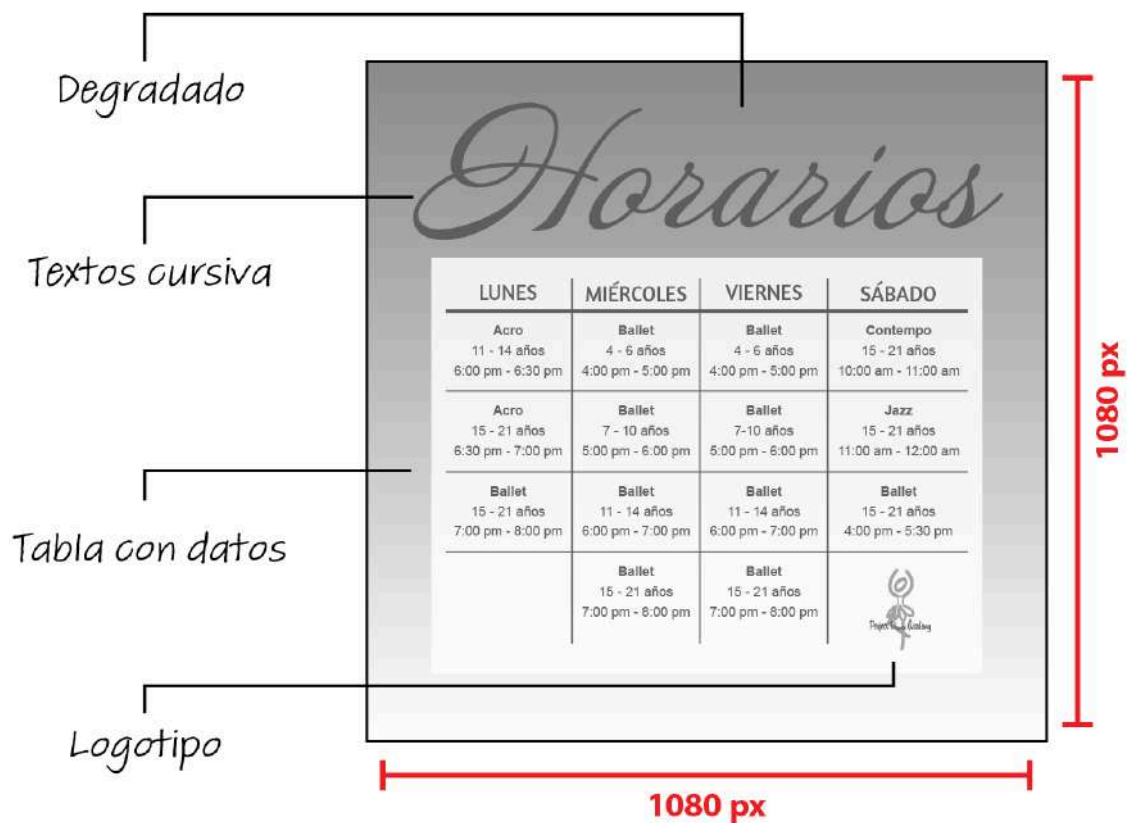 Degradado
Horarios
Textos cursiva
LUNES MIÉRCOLES VIERNES SÁBADO
Acro Ballet Ballet Contempo
11 - 14 años 4 - 6 años 4 - 6 años 15 - 21 años
6:00 pm - 6:30 pm 4:00 pm - 5:00 pm 4:00 pm - 5:00 pm 10:00 am - 11:00 am
Acro Ballet Ballet Jazz
15 - 21 años 7 - 10 años 7-10 años 15 - 21 años
6:30 pm - 7:00 pm 5:00 pm - 6:00 pm 5:00 pm - 6:00 pm 11:00 am - 12:00 am
Ballet Ballet Ballet Ballet
15 - 21 años 11 - 14 años 11 - 14 años 15 - 21 años
7:00 pm - 8:00 pm 6:00 pm - 7:00 pm 6:00 pm - 7:00 pm 4:00 pm - 5:30 pm
Tabla con datos
Ballet Ballet
15 - 21 años 15 - 21 años
7:00 pm - 8:00 pm 7:00 pm - 8:00 pm
Logotipo
1080 px
1080 px